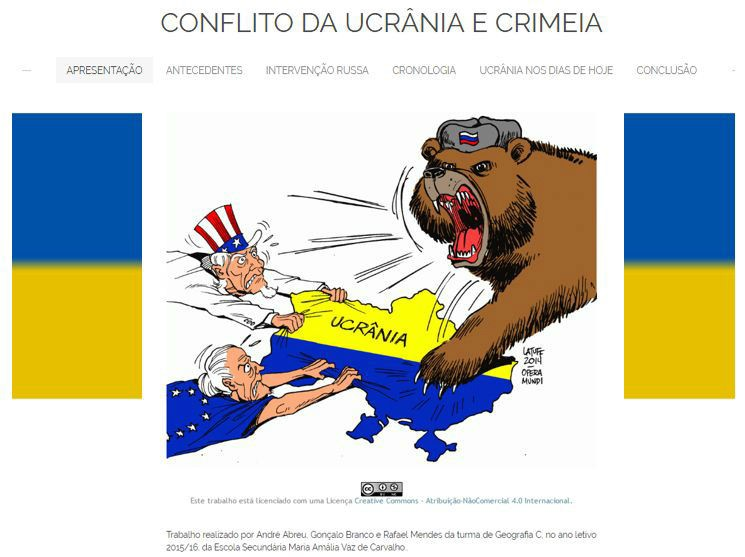 CONFLITO DA UCRÂNIA E CRIMEIA
APRESENTAÇÃO ANTECEDENTES INTERVENÇÃO RUSSA CRONOLOGIA UCRÂNIA NOS DIAS DE HOJE CONCLUSÃO
UCRÂNIA
LATUFF
2014
OPERA
MUNDI
CC
BY NC
Este trabalho está licenciado com uma Licença Creative Commons - Atribuição-NãoComercial 4.0 Internacional.
Trabalho realizado por André Abreu, Gonçalo Branco e Rafael Mendes da turma de Geografia C, no ano letivo
2015/16, da Escola Secundária Maria Amália Vaz de Carvalho.